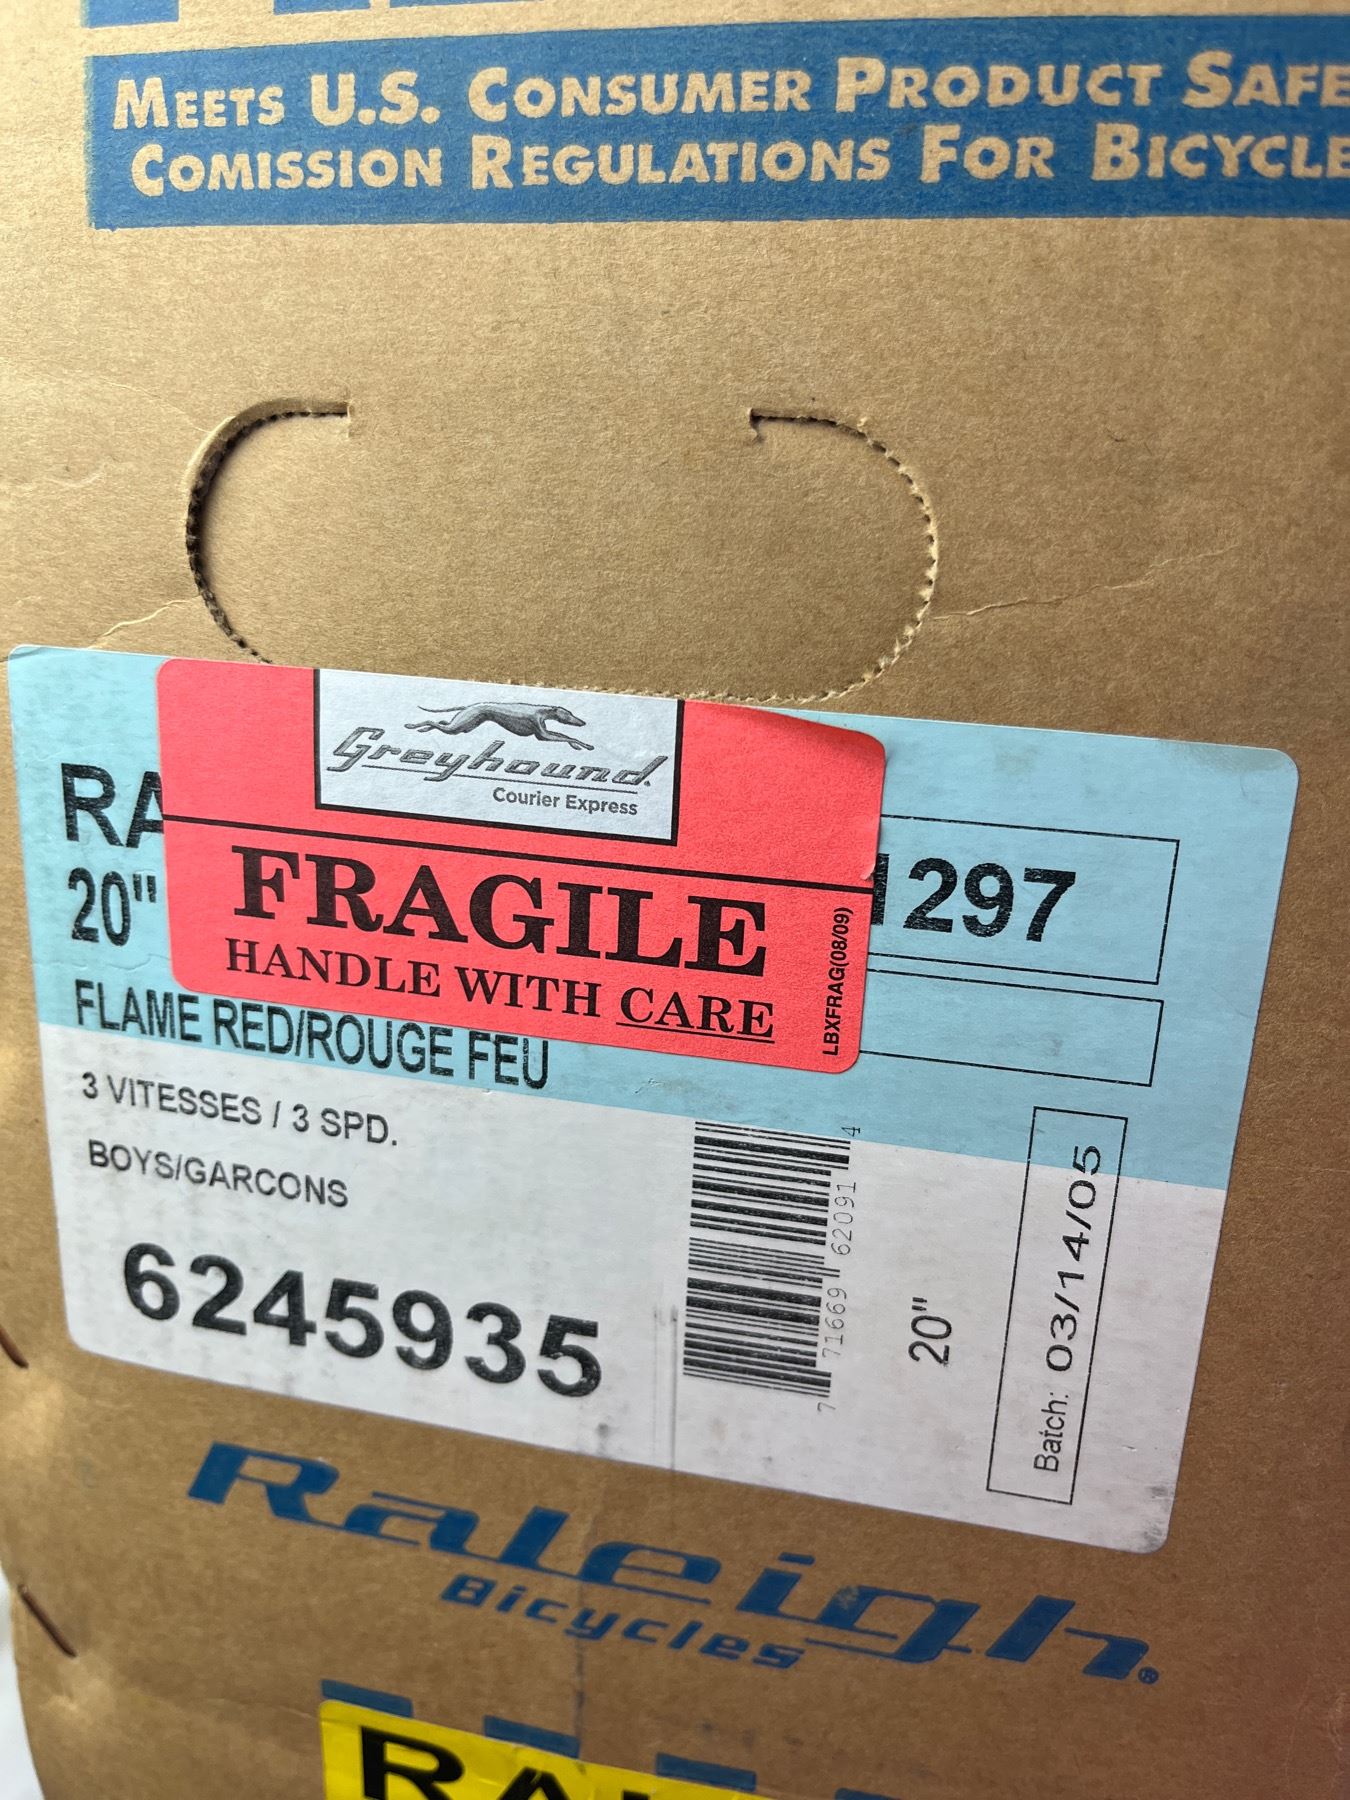 MEETS U.S. CONSUMER PRODUCT SAFE
COMISSION REGULATIONS FOR BICYCLE
Greyhound
Courier Express
FRAGILE
HANDLE WITH CARE
LBXFRAG(08/09)
RA
20"
1297
FLAME RED/ROUGE FEU
3 VITESSES / 3 SPD.
BOYS/GARCONS
6245935
7 71669 62091 4
20"
Batch: 03/14/05
Raleigh®
Bicycles
RA